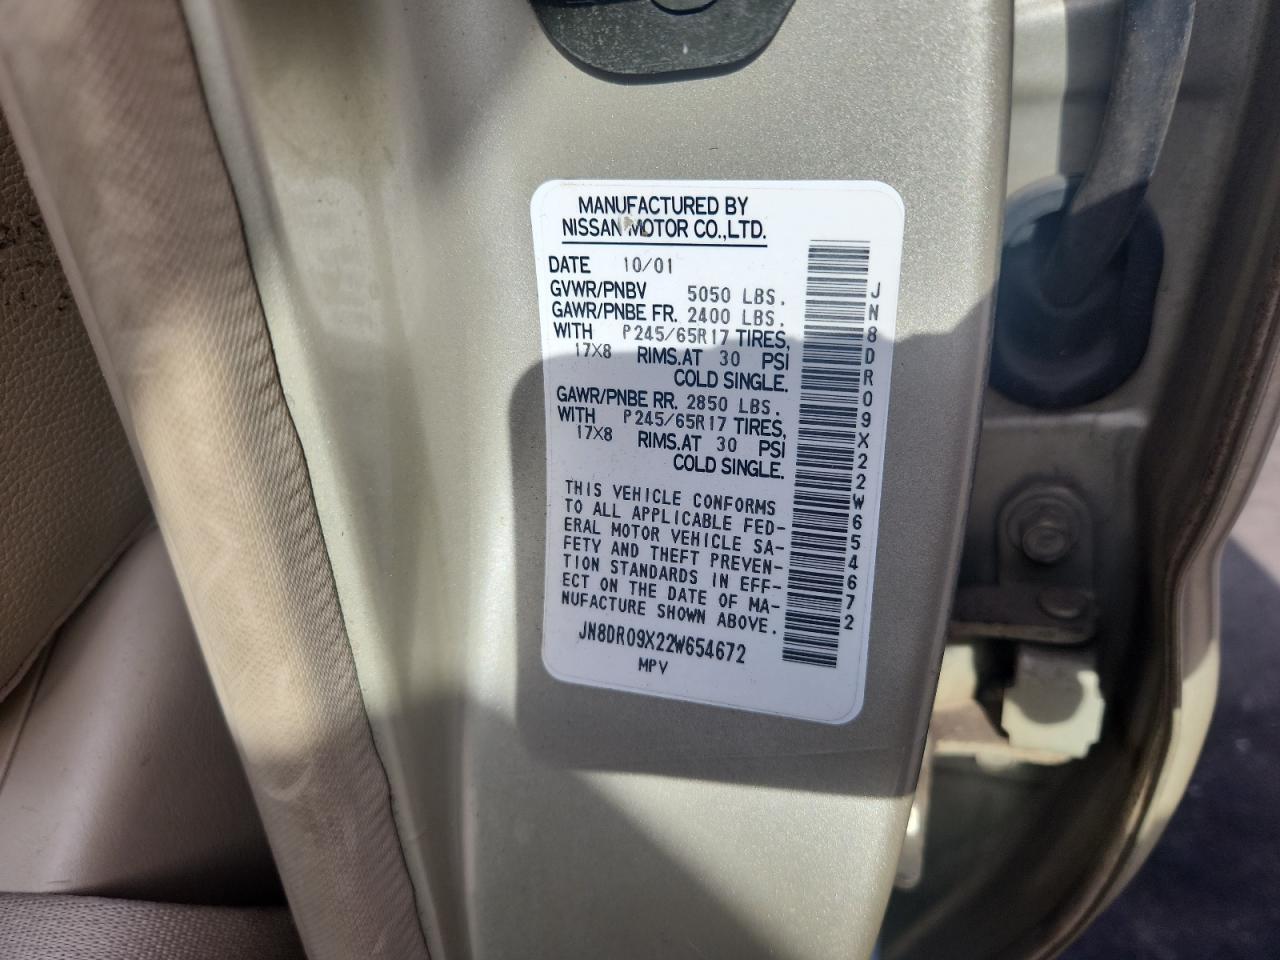 MANUFACTURED BY
NISSAN MOTOR CO.,LTD.
DATE 10/01
GVWR/PNBV 5050 LBS.
GAWR/PNBE FR. 2400 LBS.
WITH P245/65R17 TIRES,
17X8 RIMS.AT 30 PSI
COLD SINGLE.
GAWR/PNBE RR. 2850 LBS.
WITH P245/65R17 TIRES,
17X8 RIMS.AT 30 PSI
COLD SINGLE.
THIS VEHICLE CONFORMS
TO ALL APPLICABLE FED-
ERAL MOTOR VEHICLE SA-
FETY AND THEFT PREVEN-
TION STANDARDS IN EFF-
ECT ON THE DATE OF MA-
NUFACTURE SHOWN ABOVE.
JN8DR09X22W654672
MPV
JN8DR09X22W654672